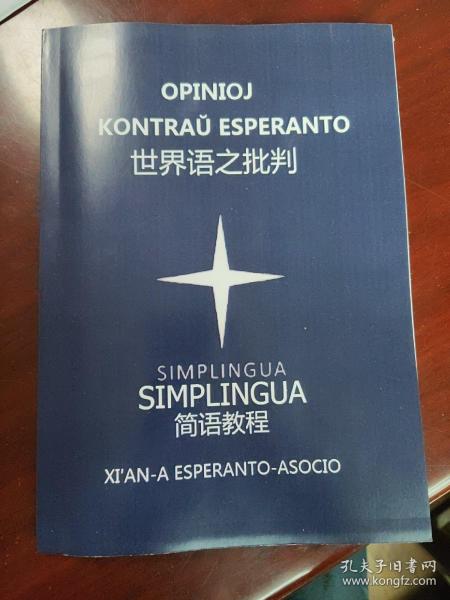 OPINIOJ
KONTRAŬ ESPERANTO
世界语之批判
SIMPLINGUA
SIMPLINGUA
简语教程
XI'AN-A ESPERANTO-ASOCIO
孔夫子旧书网
www.kongfz.com